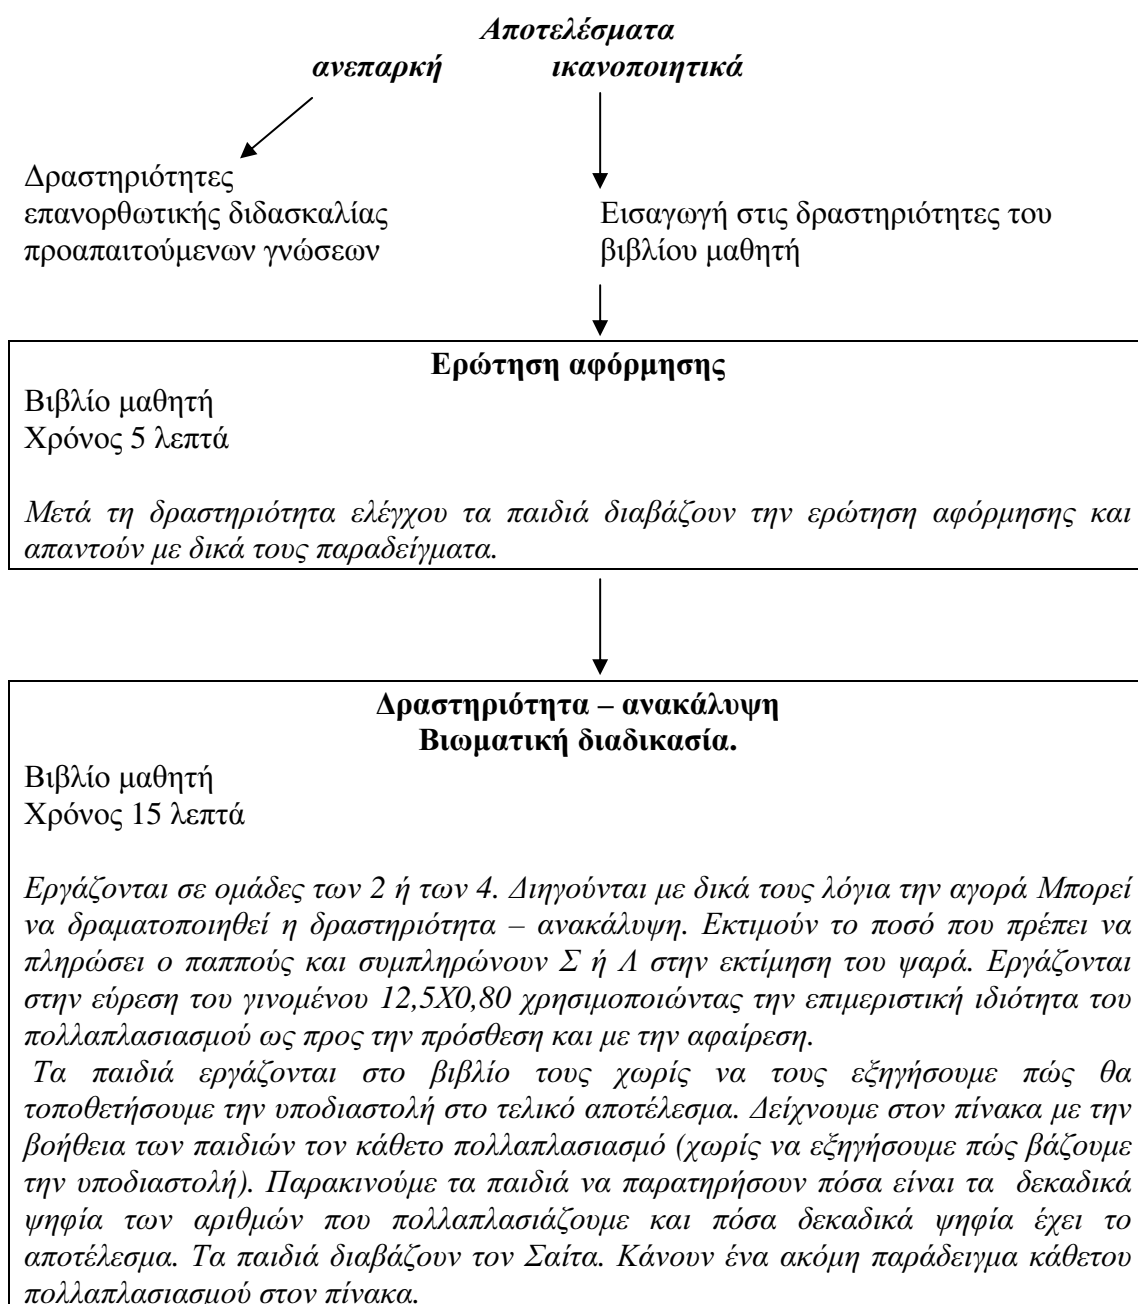 Αποτελέσματα
ανεπαρκή ικανοποιητικά
Δραστηριότητες
επανορθωτικής διδασκαλίας
προαπαιτούμενων γνώσεων
Εισαγωγή στις δραστηριότητες του
βιβλίου μαθητή
Ερώτηση αφόρμησης
Βιβλίο μαθητή
Χρόνος 5 λεπτά
Μετά τη δραστηριότητα ελέγχου τα παιδιά διαβάζουν την ερώτηση αφόρμησης και
απαντούν με δικά τους παραδείγματα.
Δραστηριότητα – ανακάλυψη
Βιωματική διαδικασία.
Βιβλίο μαθητή
Χρόνος 15 λεπτά
Εργάζονται σε ομάδες των 2 ή των 4. Διηγούνται με δικά τους λόγια την αγορά Μπορεί
να δραματοποιηθεί η δραστηριότητα – ανακάλυψη. Εκτιμούν το ποσό που πρέπει να
πληρώσει ο παππούς και συμπληρώνουν Σ ή Λ στην εκτίμηση του ψαρά. Εργάζονται
στην εύρεση του γινομένου 12,5Χ0,80 χρησιμοποιώντας την επιμεριστική ιδιότητα του
πολλαπλασιασμού ως προς την πρόσθεση και με την αφαίρεση.
Τα παιδιά εργάζονται στο βιβλίο τους χωρίς να τους εξηγήσουμε πώς θα
τοποθετήσουμε την υποδιαστολή στο τελικό αποτέλεσμα. Δείχνουμε στον πίνακα με την
βοήθεια των παιδιών τον κάθετο πολλαπλασιασμό (χωρίς να εξηγήσουμε πώς βάζουμε
την υποδιαστολή). Παρακινούμε τα παιδιά να παρατηρήσουν πόσα είναι τα δεκαδικά
ψηφία των αριθμών που πολλαπλασιάζουμε και πόσα δεκαδικά ψηφία έχει το
αποτέλεσμα. Τα παιδιά διαβάζουν τον Σαΐτα. Κάνουν ένα ακόμη παράδειγμα κάθετου
πολλαπλασιασμού στον πίνακα.